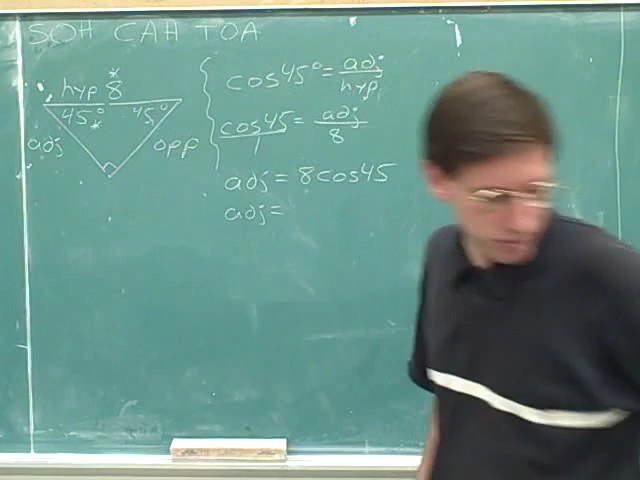 SOH CAH TOA
hyp 8
*
45° 45°
*
adj opp
cos45° = adj/hyp
cos45/1 = adj/8
adj = 8cos45
adj=